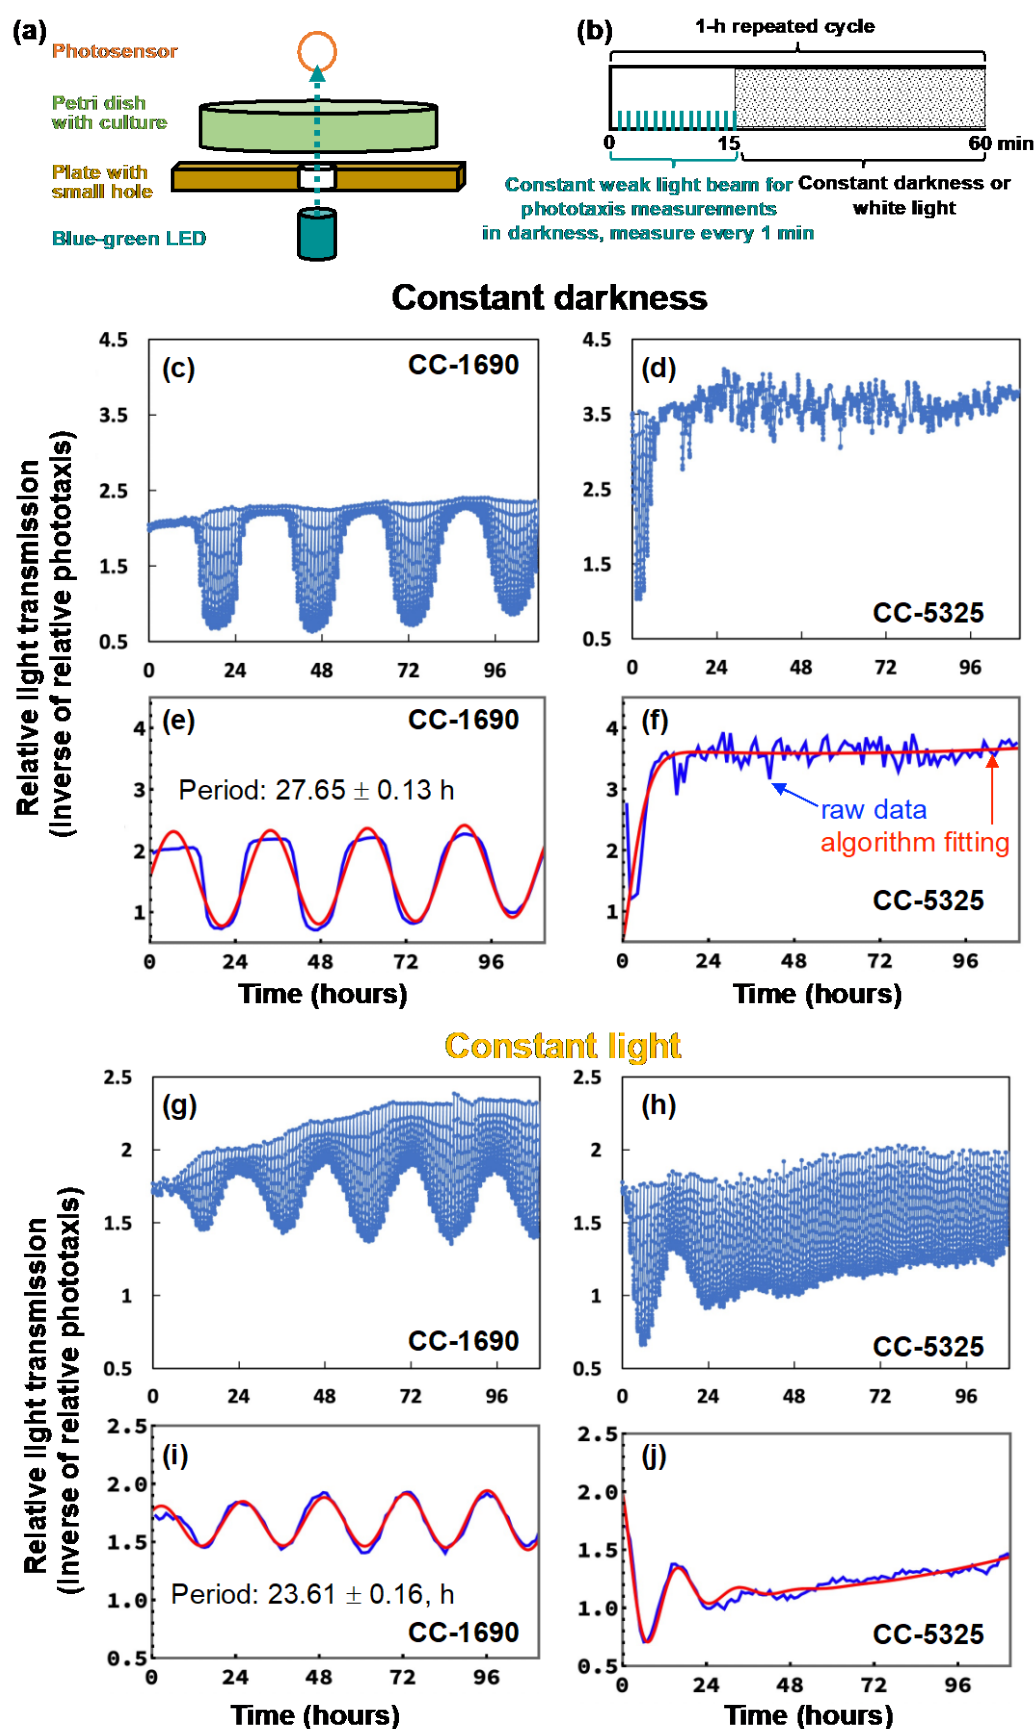 (a)
Photosensor
Petri dish
with culture
Plate with
small hole
Blue-green LED
(b)
1-h repeated cycle
0 15 60 min
Constant weak light beam for
phototaxis measurements
in darkness, measure every 1 min
Constant darkness or
white light
Constant darkness
Relative light transmission
(Inverse of relative phototaxis)
4.5
3.5
2.5
1.5
0.5
(c)
CC-1690
0 24 48 72 96
4.5
3.5
2.5
1.5
0.5
(d)
CC-5325
0 24 48 72 96
4
3
2
1
(e)
CC-1690
Period: 27.65 ± 0.13 h
0 24 48 72 96
Time (hours)
4
3
2
1
(f)
raw data
algorithm fitting
CC-5325
0 24 48 72 96
Time (hours)
Constant light
Relative light transmission
(Inverse of relative phototaxis)
2.5
2
1.5
1
0.5
(g)
CC-1690
0 24 48 72 96
2.5
2
1.5
1
0.5
(h)
CC-5325
0 24 48 72 96
2.5
2.0
1.5
1.0
0.5
(i)
Period: 23.61 ± 0.16, h
CC-1690
0 24 48 72 96
Time (hours)
2.5
2.0
1.5
1.0
0.5
(j)
CC-5325
0 24 48 72 96
Time (hours)